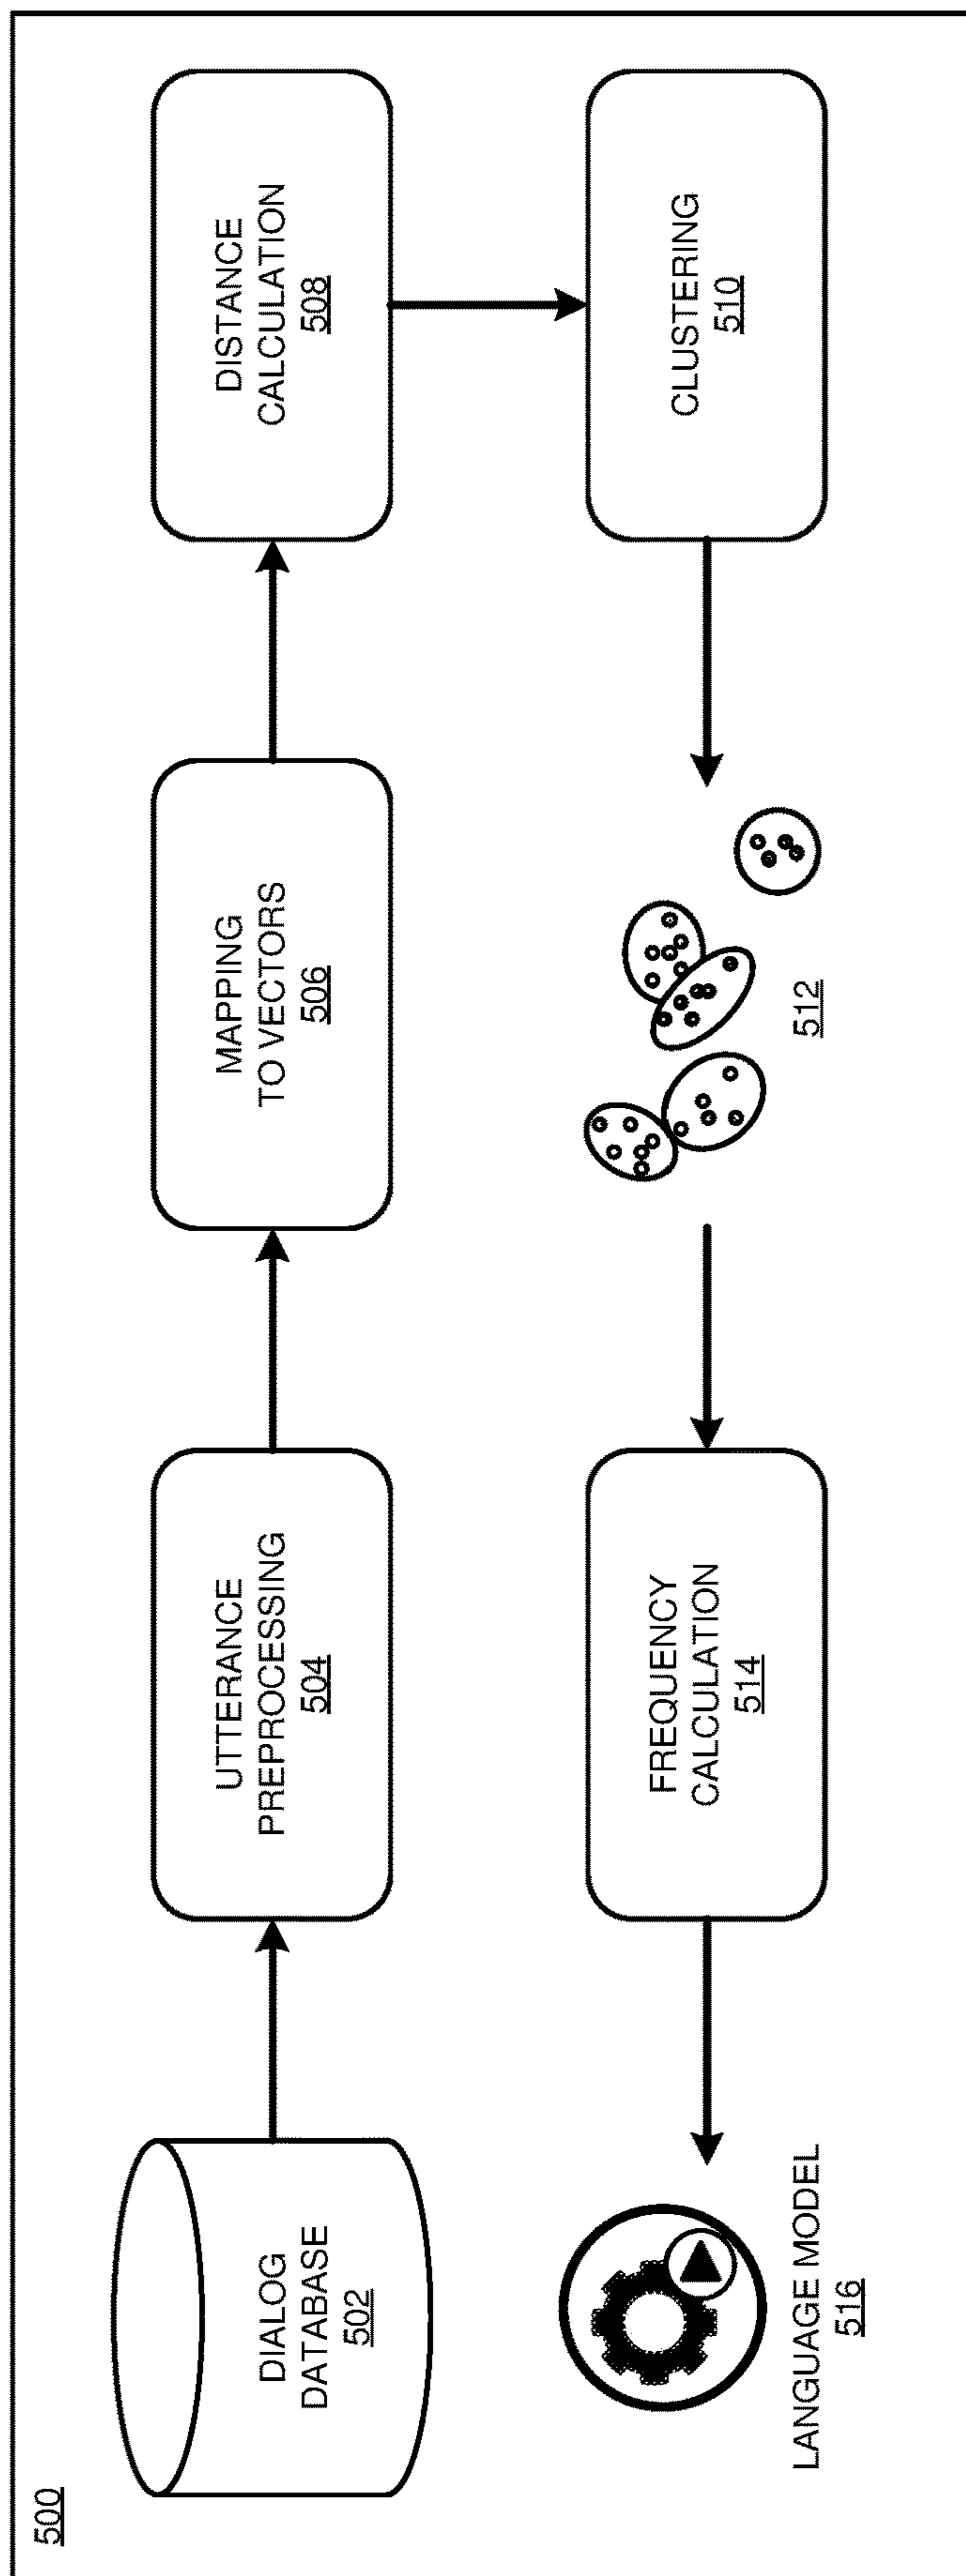 500
DIALOG
DATABASE
502
UTTERANCE
PREPROCESSING
504
MAPPING
TO VECTORS
506
DISTANCE
CALCULATION
508
CLUSTERING
510
512
FREQUENCY
CALCULATION
514
LANGUAGE MODEL
516